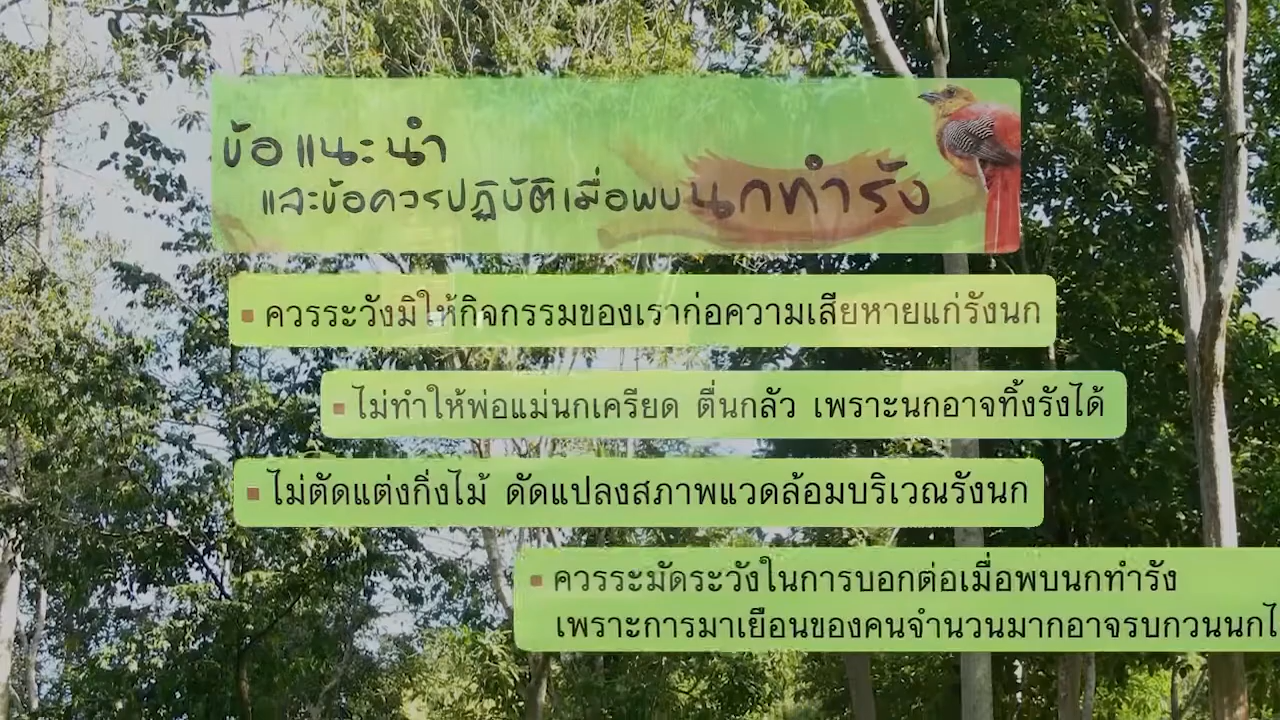 ข้อแนะนำ
และข้อควรปฏิบัติเมื่อพบนกทำรัง
▪ ควรระวังมิให้กิจกรรมของเราก่อความเสียหายแก่รังนก
▪ ไม่ทำให้พ่อแม่นกเครียด ตื่นกลัว เพราะนกอาจทิ้งรังได้
▪ ไม่ตัดแต่งกิ่งไม้ ดัดแปลงสภาพแวดล้อมบริเวณรังนก
▪ ควรระมัดระวังในการบอกต่อเมื่อพบนกทำรัง
เพราะการมาเยือนของคนจำนวนมากอาจรบกวนนก